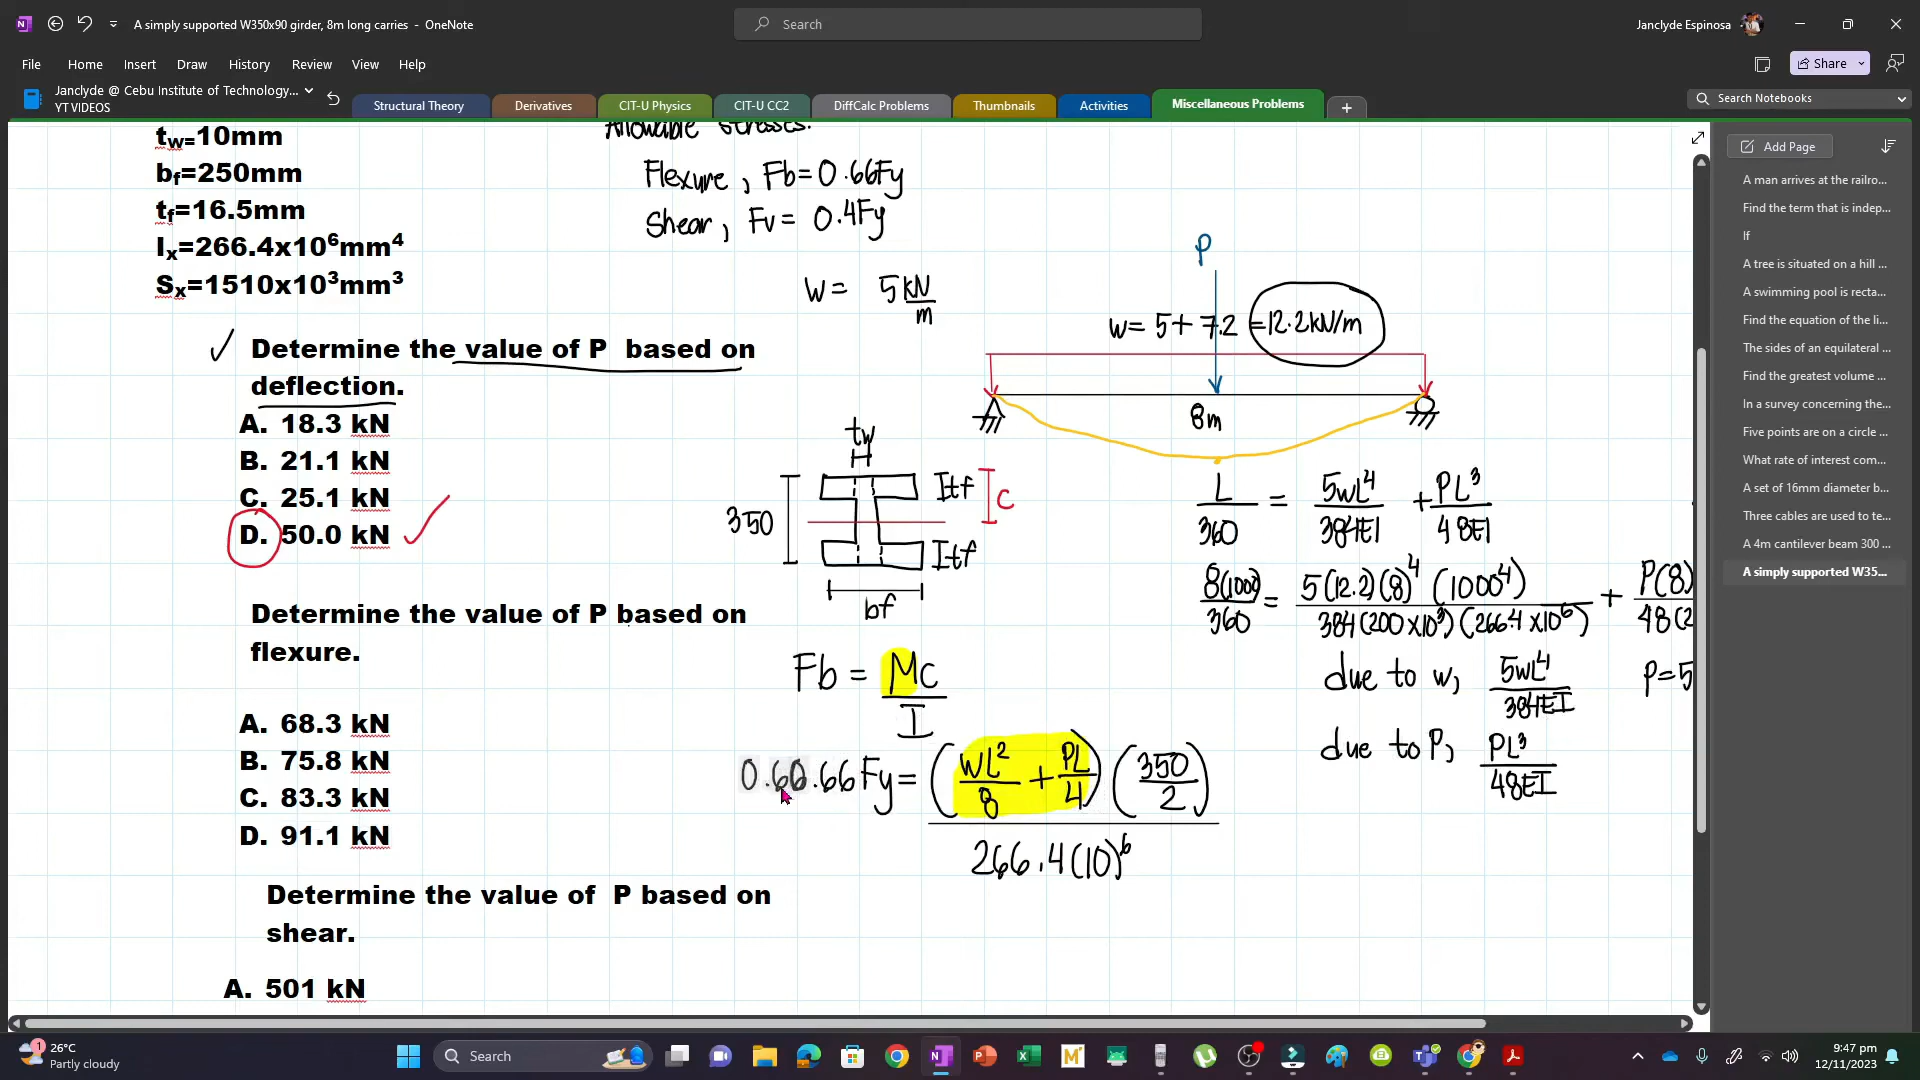 A simply supported W350x90 girder, 8m long carries - OneNote
Search
Janclyde Espinosa
File Home Insert Draw History Review View Help
Share
Janclyde @ Cebu Institute of Technology...
YT VIDEOS
Structural Theory
Derivatives
CIT-U Physics
CIT-U CC2
DiffCalc Problems
Thumbnails
Activities
Miscellaneous Problems
Search Notebooks
Add Page
A man arrives at the railro...
Find the term that is indep...
If
A tree is situated on a hill ...
A swimming pool is recta...
Find the equation of the li...
The sides of an equilateral ...
Find the greatest volume ...
In a survey concerning the...
Five points are on a circle ...
What rate of interest com...
A set of 16mm diameter b...
Three cables are used to te...
A 4m cantilever beam 300 ...
A simply supported W35...
tw=10mm
bf=250mm
tf=16.5mm
Ix=266.4x10⁶mm⁴
Sx=1510x10³mm³
Determine the value of P based on
deflection.
A. 18.3 kN
B. 21.1 kN
C. 25.1 kN
D. 50.0 kN
Determine the value of P based on
flexure.
A. 68.3 kN
B. 75.8 kN
C. 83.3 kN
D. 91.1 kN
Determine the value of P based on
shear.
A. 501 kN
Allowable Stresses:
Flexure, Fb = 0.66Fy
Shear, Fv = 0.4Fy
W = 5 kN/m
P
w = 5 + 7.2 = 12.2 kN/m
8m
tw
350
tf
c
tf
bf
L/360 = 5wL⁴/384EI + PL³/48EI
8(1000)/360 = 5(12.2)(8)⁴(1000⁴)/384(200x10³)(266.4x10⁶) + P(8)/48(2
due to w, 5wL⁴/384EI
P=5
due to P, PL³/48EI
Fb = Mc/I
0.60.66Fy = (WL²/8 + PL/4)(350/2)
266.4(10)⁶
1
26°C
Partly cloudy
Search
9:47 pm
12/11/2023